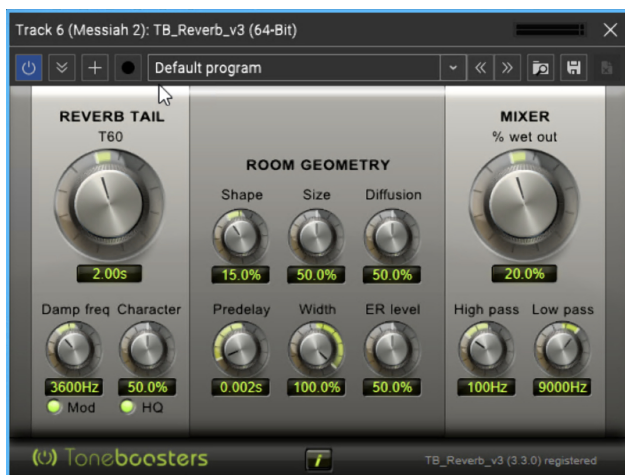 Track 6 (Messiah 2): TB_Reverb_v3 (64-Bit)
Default program
REVERB TAIL
T60
2.00s
Damp freq Character
3600Hz 50.0%
Mod HQ
ROOM GEOMETRY
Shape Size Diffusion
15.0% 50.0% 50.0%
Predelay Width ER level
0.002s 100.0% 50.0%
MIXER
% wet out
20.0%
High pass Low pass
100Hz 9000Hz
Toneboosters
i
TB_Reverb_v3 (3.3.0) registered